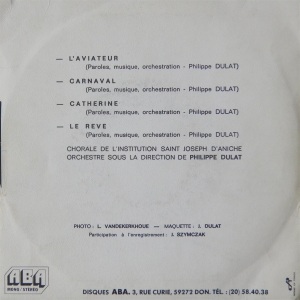 — L'AVIATEUR
(Paroles, musique, orchestration - Philippe DULAT)
— CARNAVAL
(Paroles, musique, orchestration - Philippe DULAT)
— CATHERINE
(Paroles, musique, orchestration - Philippe DULAT)
— LE REVE
(Paroles, musique, orchestration - Philippe DULAT)
CHORALE DE L'INSTITUTION SAINT JOSEPH D'ANICHE
ORCHESTRE SOUS LA DIRECTION DE PHILIPPE DULAT
PHOTO : L. VANDEKERKHOUE — MAQUETTE : J. DULAT
Participation à l'enregistrement : J. SZYMCZAK
ABA
MONO / STEREO
DISQUES ABA. 3, RUE CURIE, 59272 DON. TÉL. : (20) 58.40.38